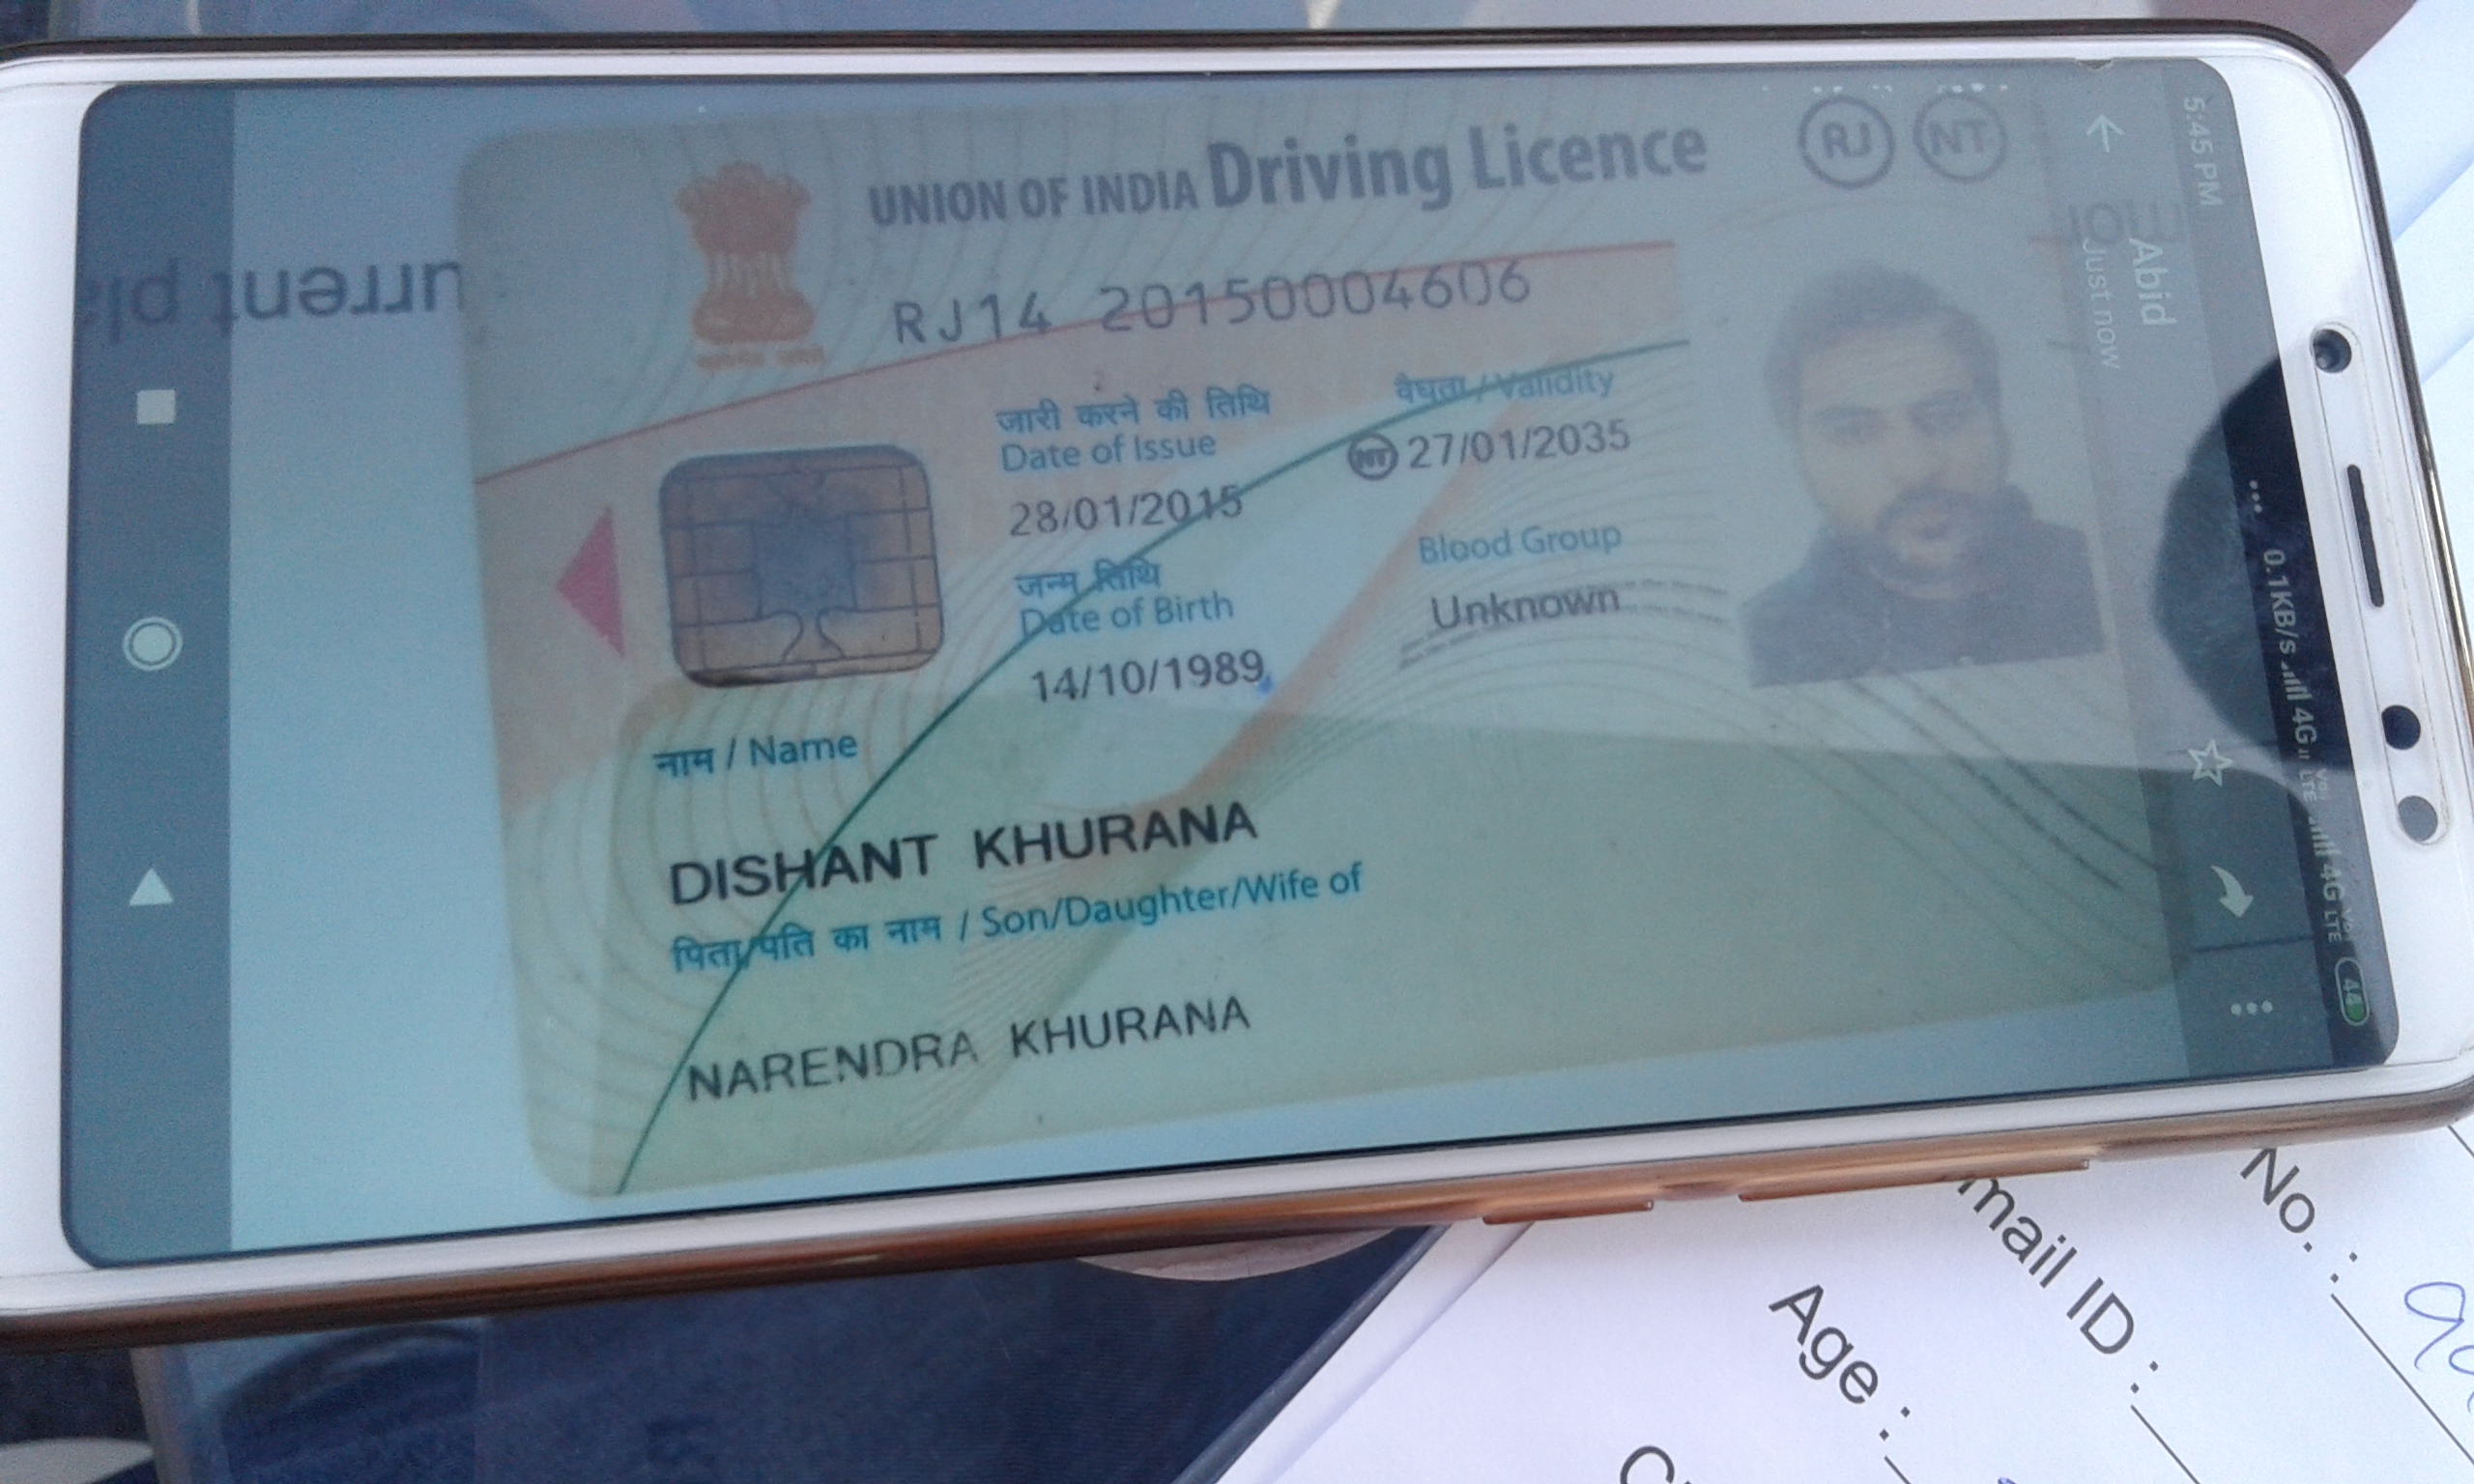 UNION OF INDIA Driving Licence RJ NT
RJ14 20150004606
जारी करने की तिथि
Date of Issue
28/01/2015
वैधता / Validity
NT 27/01/2035
जन्म तिथि
Date of Birth
14/10/1989
Blood Group
Unknown
नाम / Name
DISHANT KHURANA
पिता/पति का नाम / Son/Daughter/Wife of
NARENDRA KHURANA
5:45 PM
0.1KB/s 4G 4G 44
Abid
Just now
Age :
mail ID :
No. :